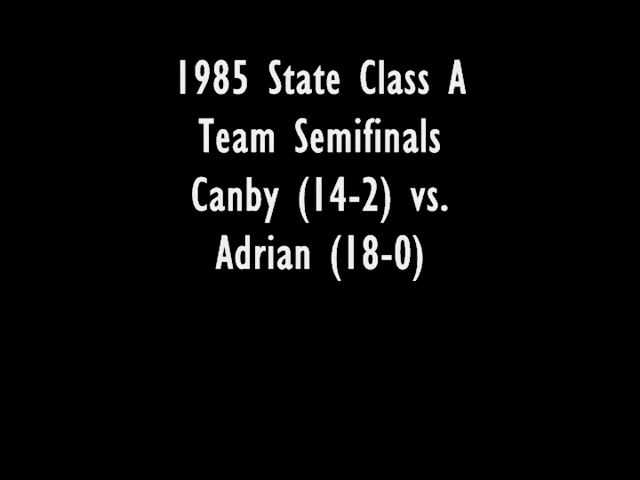 1985 State Class A
Team Semifinals
Canby (14-2) vs.
Adrian (18-0)